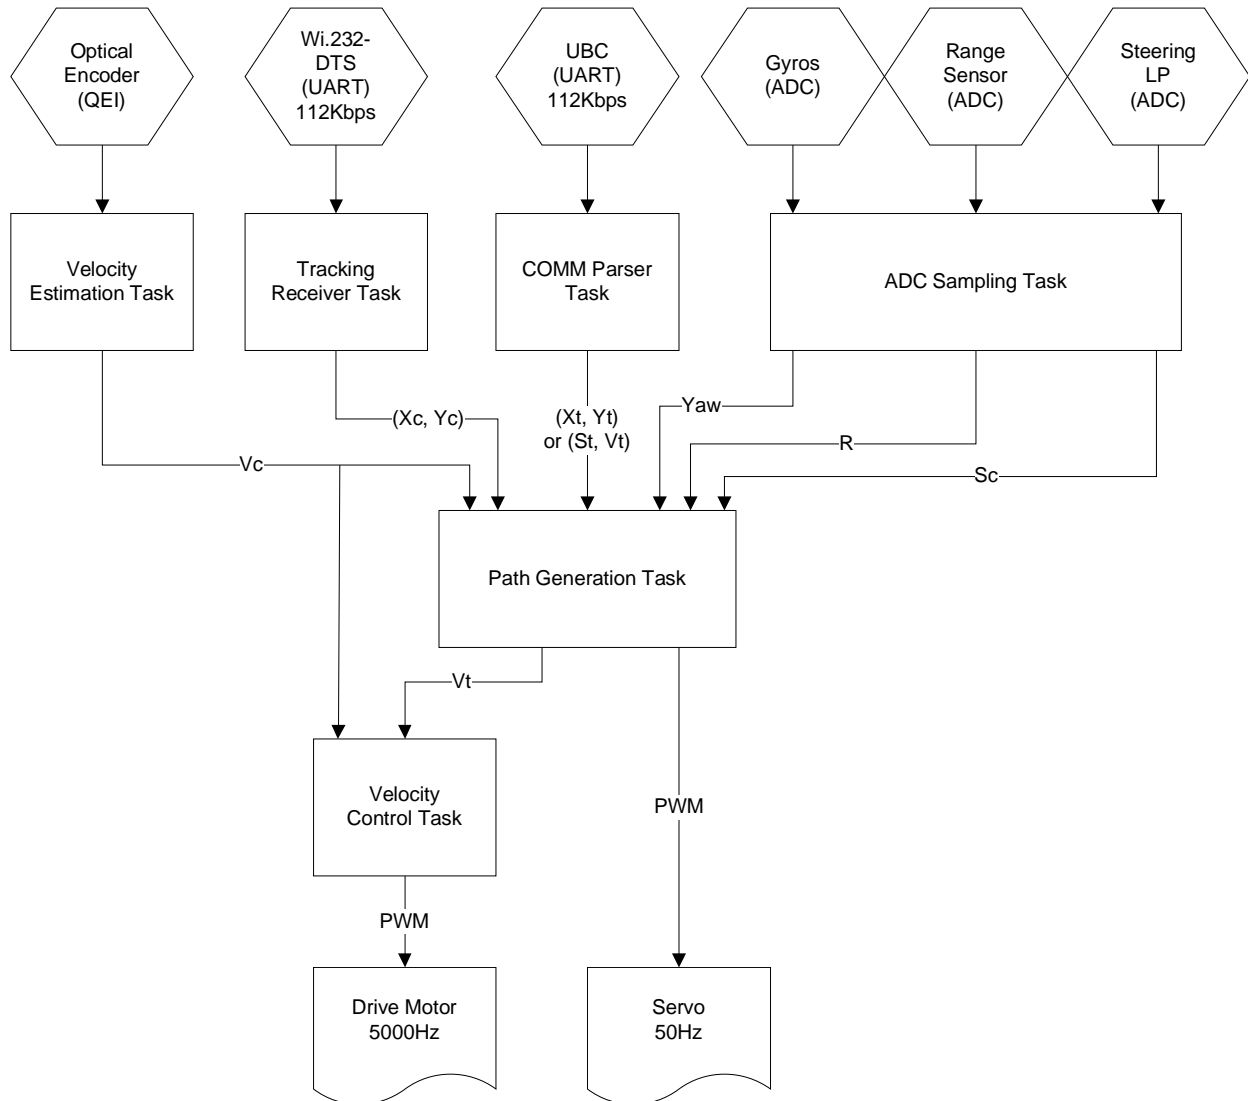 Optical
Encoder
(QEI)
Wi.232-
DTS
(UART)
112Kbps
UBC
(UART)
112Kbps
Gyros
(ADC)
Range
Sensor
(ADC)
Steering
LP
(ADC)
Velocity
Estimation Task
Tracking
Receiver Task
COMM Parser
Task
ADC Sampling Task
(Xc, Yc)
(Xt, Yt)
or (St, Vt)
Yaw
R
Vc
Sc
Path Generation Task
Vt
Velocity
Control Task
PWM
PWM
Drive Motor
5000Hz
Servo
50Hz